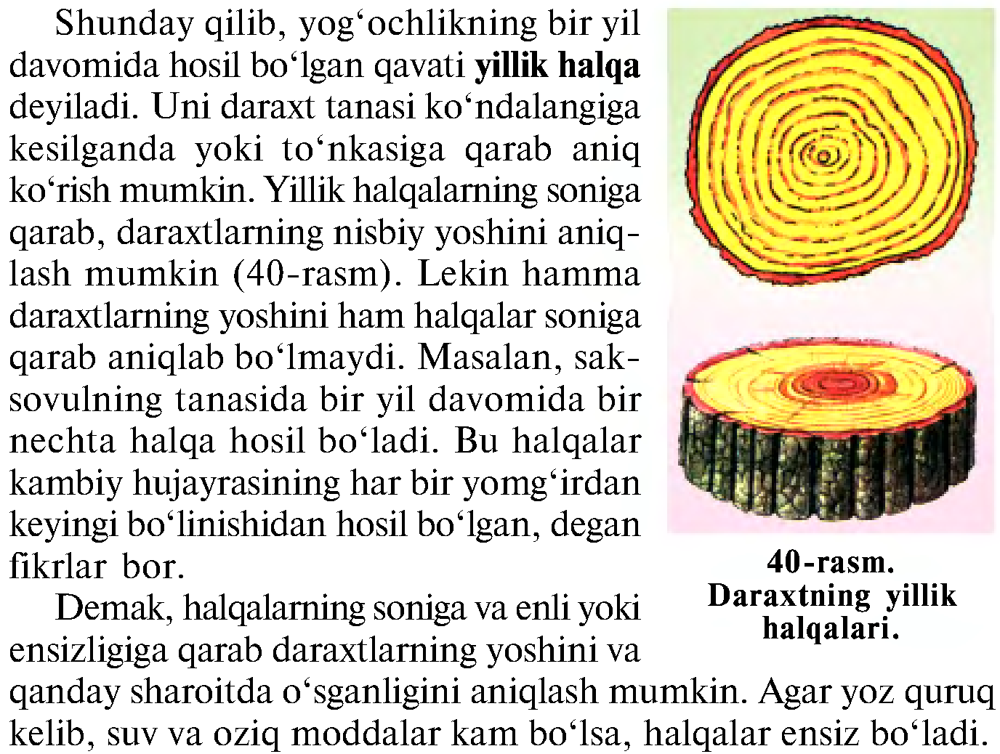 Shunday qilib, yog‘ochlikning bir yil
davomida hosil bo‘lgan qavati yillik halqa
deyiladi. Uni daraxt tanasi ko‘ndalangiga
kesilganda yoki to‘nkasiga qarab aniq
ko‘rish mumkin. Yillik halqalarning soniga
qarab, daraxtlarning nisbiy yoshini aniq-
lash mumkin (40-rasm). Lekin hamma
daraxtlarning yoshini ham halqalar soniga
qarab aniqlab bo‘lmaydi. Masalan, sak-
sovulning tanasida bir yil davomida bir
nechta halqa hosil bo‘ladi. Bu halqalar
kambiy hujayrasining har bir yomg‘irdan
keyingi bo‘linishidan hosil bo‘lgan, degan
fikrlar bor.
Demak, halqalarning soniga va enli yoki
ensizligiga qarab daraxtlarning yoshini va
qanday sharoitda o‘sganligini aniqlash mumkin. Agar yoz quruq
kelib, suv va oziq moddalar kam bo‘lsa, halqalar ensiz bo‘ladi.
40-rasm.
Daraxtning yillik
halqalari.